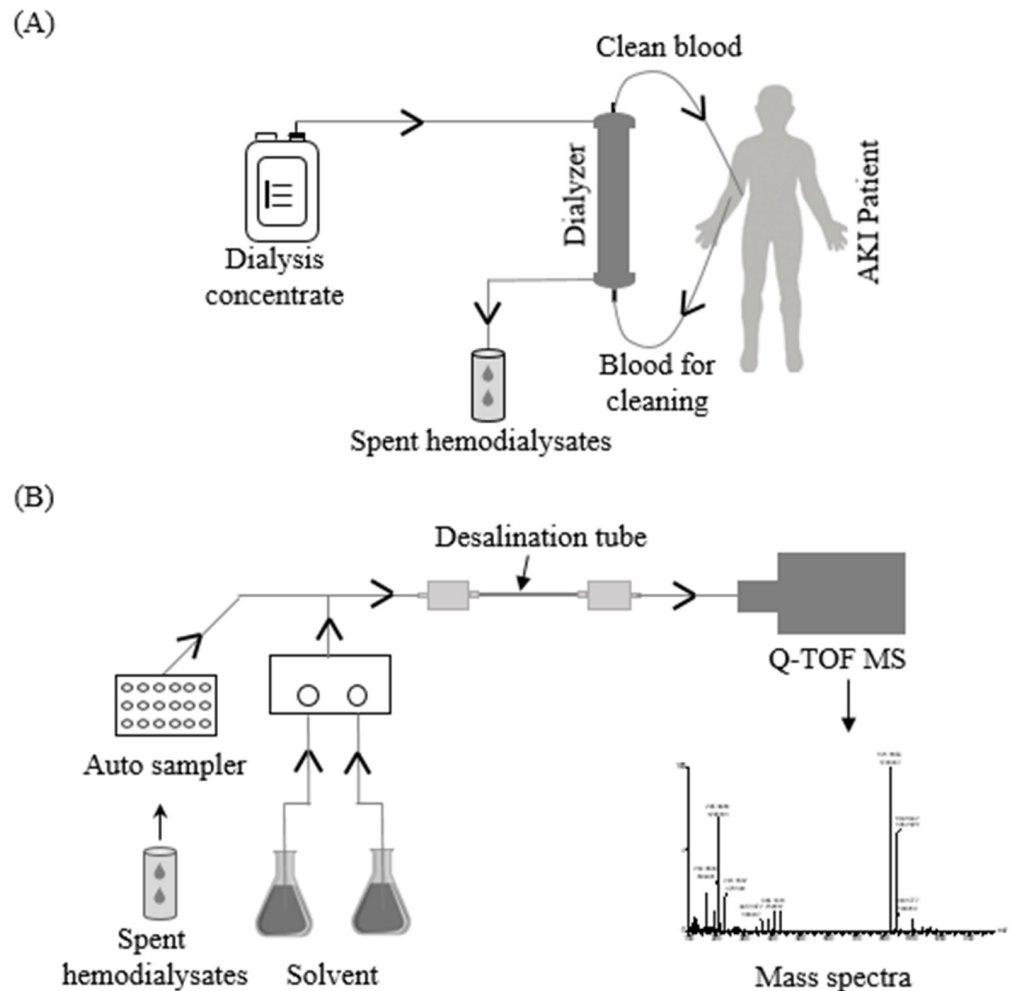 (A)
Clean blood
Dialyzer
AKI Patient
Dialysis
concentrate
Blood for
cleaning
Spent hemodialysates
(B)
Desalination tube
Q-TOF MS
Auto sampler
Spent
hemodialysates
Solvent
Mass spectra